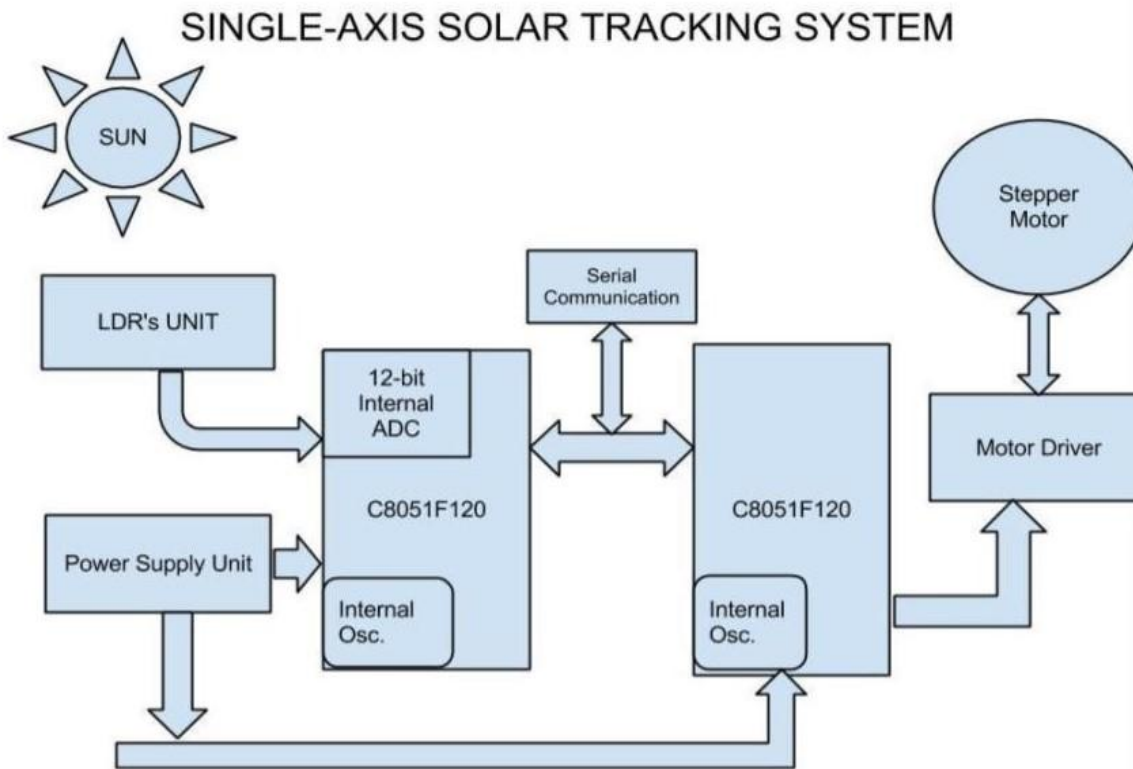 SINGLE-AXIS SOLAR TRACKING SYSTEM
SUN
Stepper
Motor
Serial
Communication
LDR's UNIT
12-bit
Internal
ADC
Motor Driver
C8051F120
C8051F120
Power Supply Unit
Internal
Osc.
Internal
Osc.